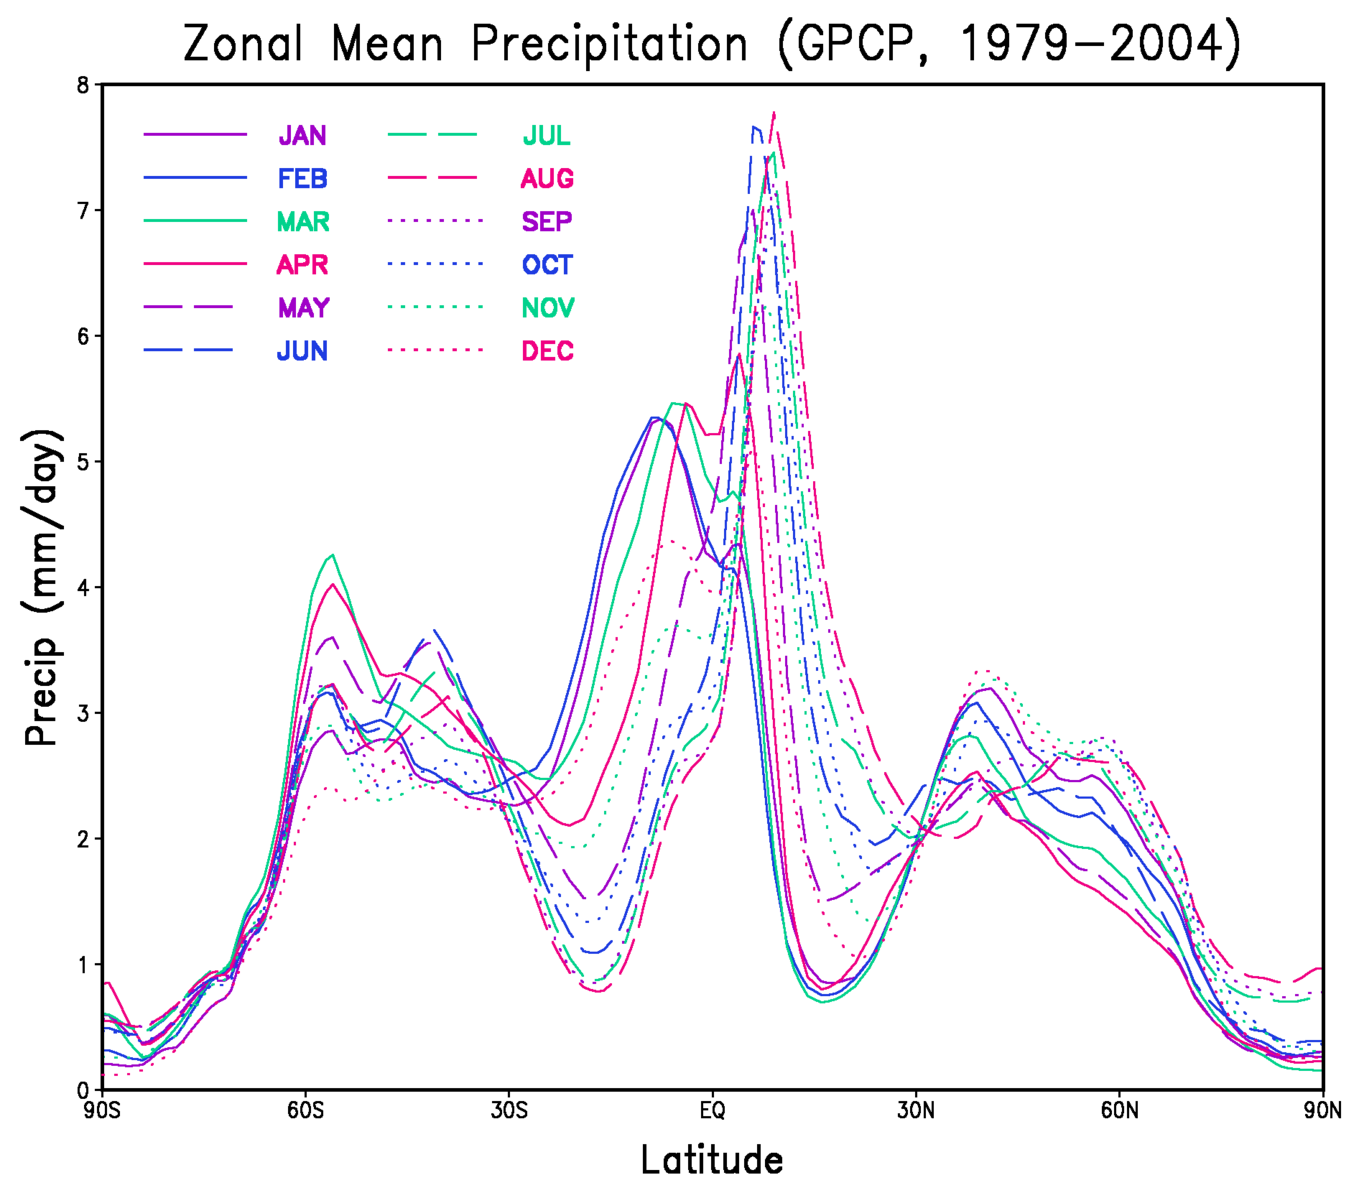 Zonal Mean Precipitation (GPCP, 1979−2004)
8
7
6
5
4
3
2
1
0
Precip (mm/day)
JAN
FEB
MAR
APR
MAY
JUN
JUL
AUG
SEP
OCT
NOV
DEC
90S 60S 30S EQ 30N 60N 90N
Latitude